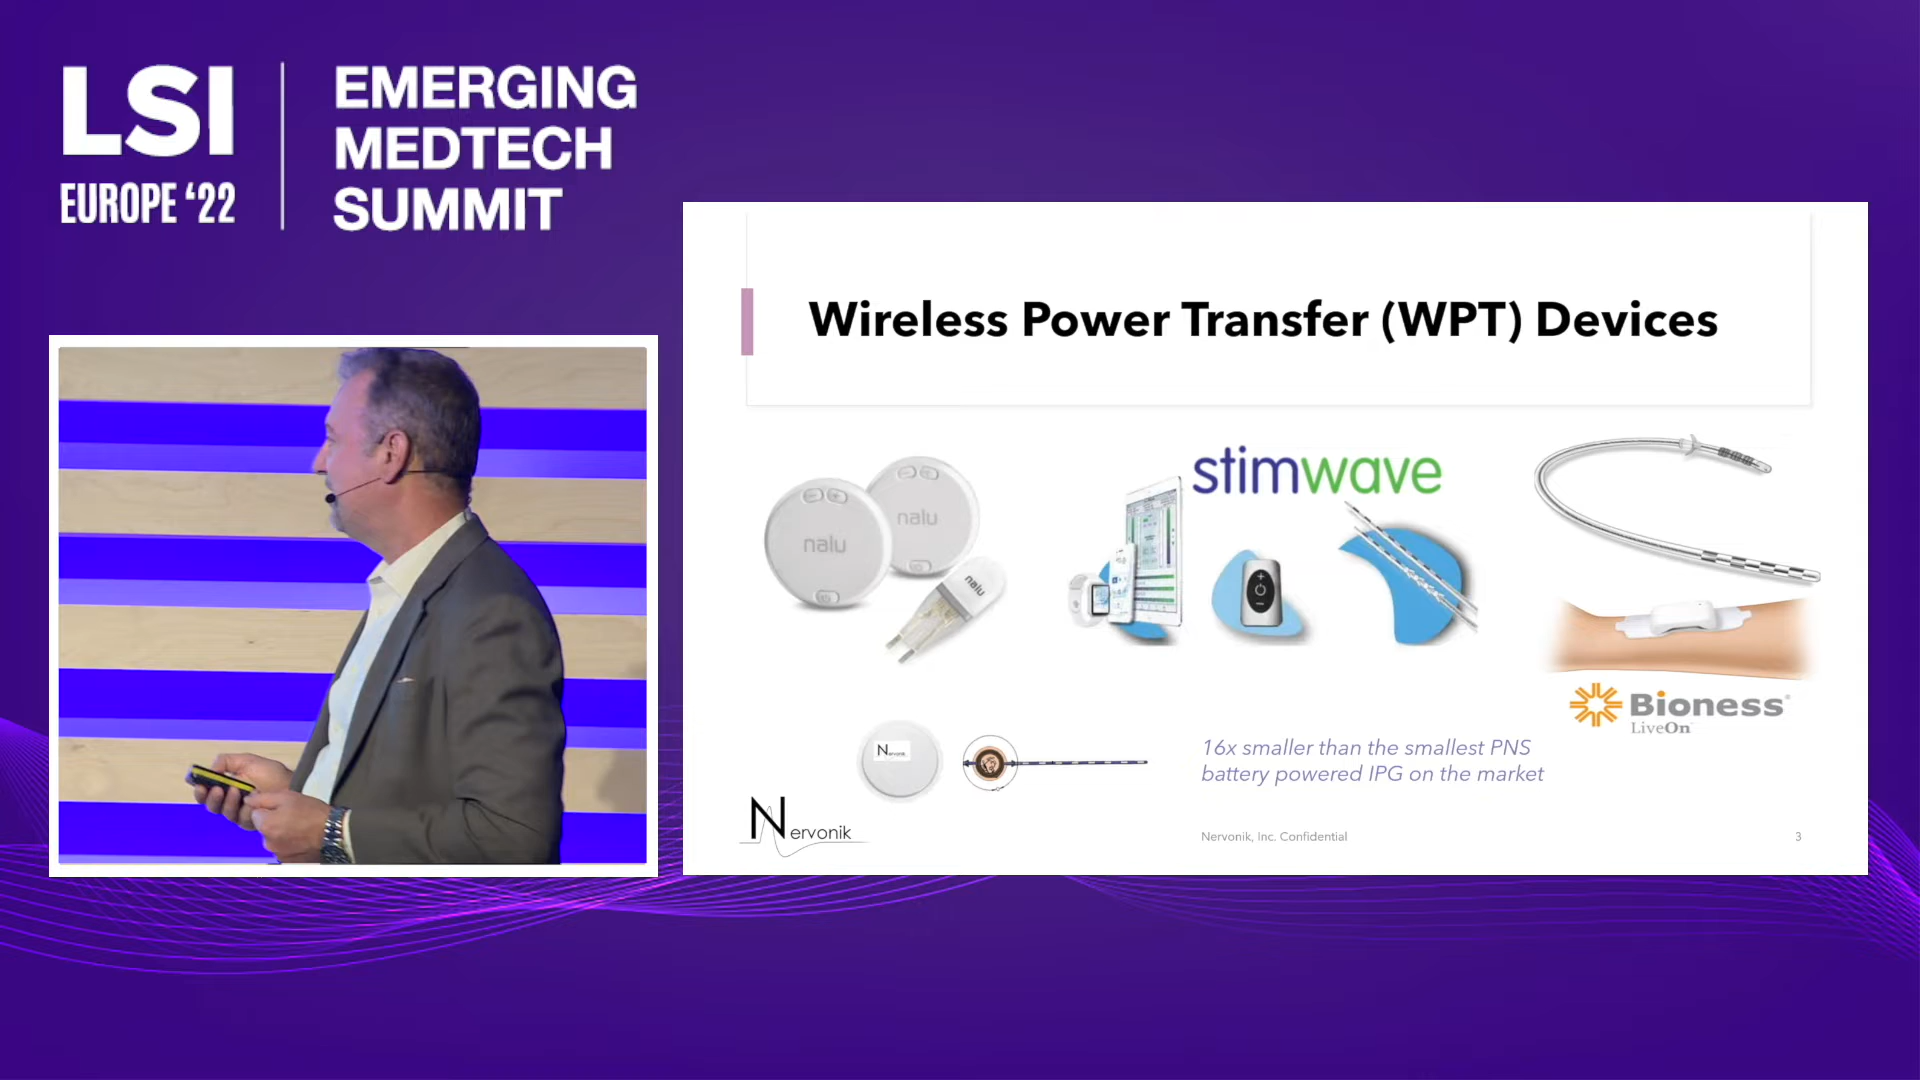 LSI
EUROPE ‘22
EMERGING
MEDTECH
SUMMIT
Wireless Power Transfer (WPT) Devices
nalu
nalu
nalu
stimwave
Bioness
LiveOn
Nervonik
16x smaller than the smallest PNS
battery powered IPG on the market
Nervonik
Nervonik, Inc. Confidential
3